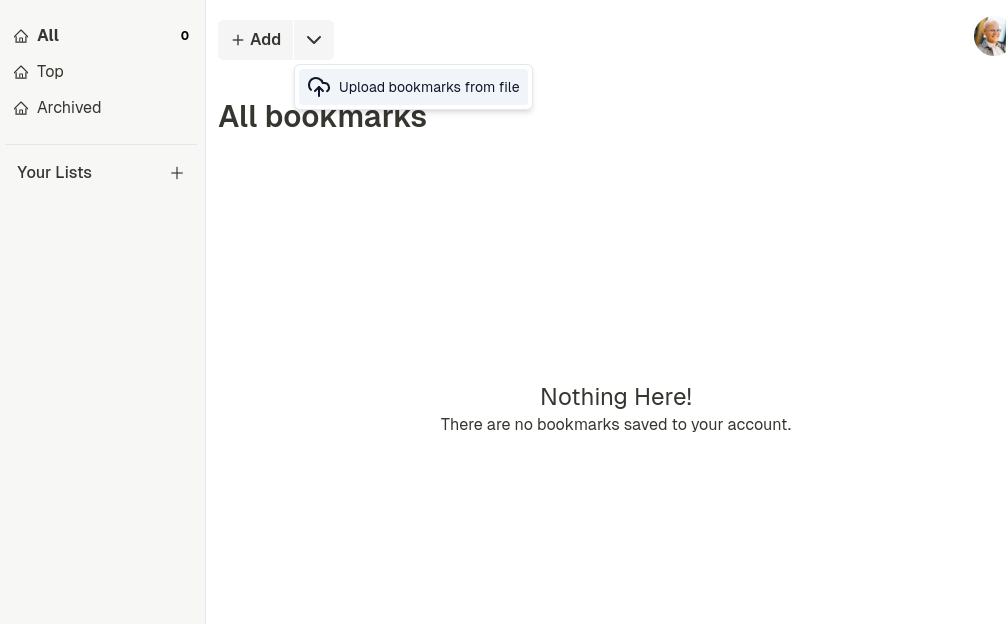 All 0
Top
Archived
Your Lists
Add
Upload bookmarks from file
All bookmarks
Nothing Here!
There are no bookmarks saved to your account.